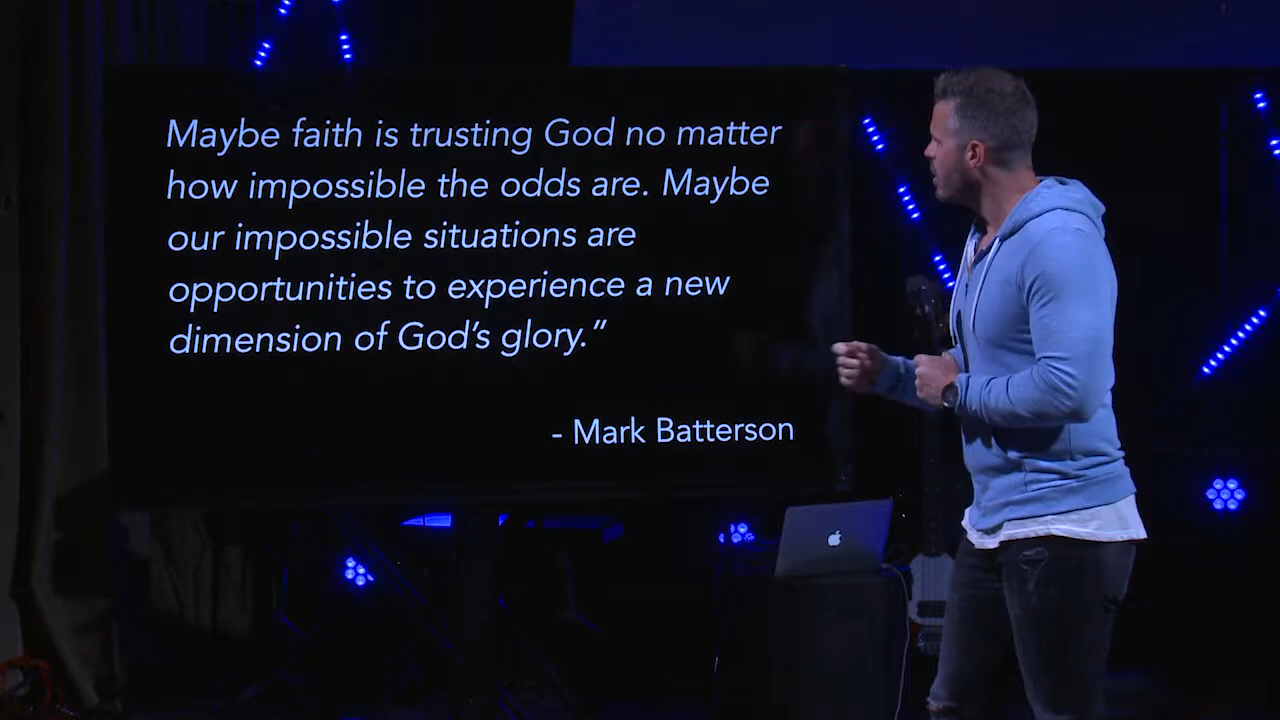 Maybe faith is trusting God no matter
how impossible the odds are. Maybe
our impossible situations are
opportunities to experience a new
dimension of God’s glory.”
- Mark Batterson